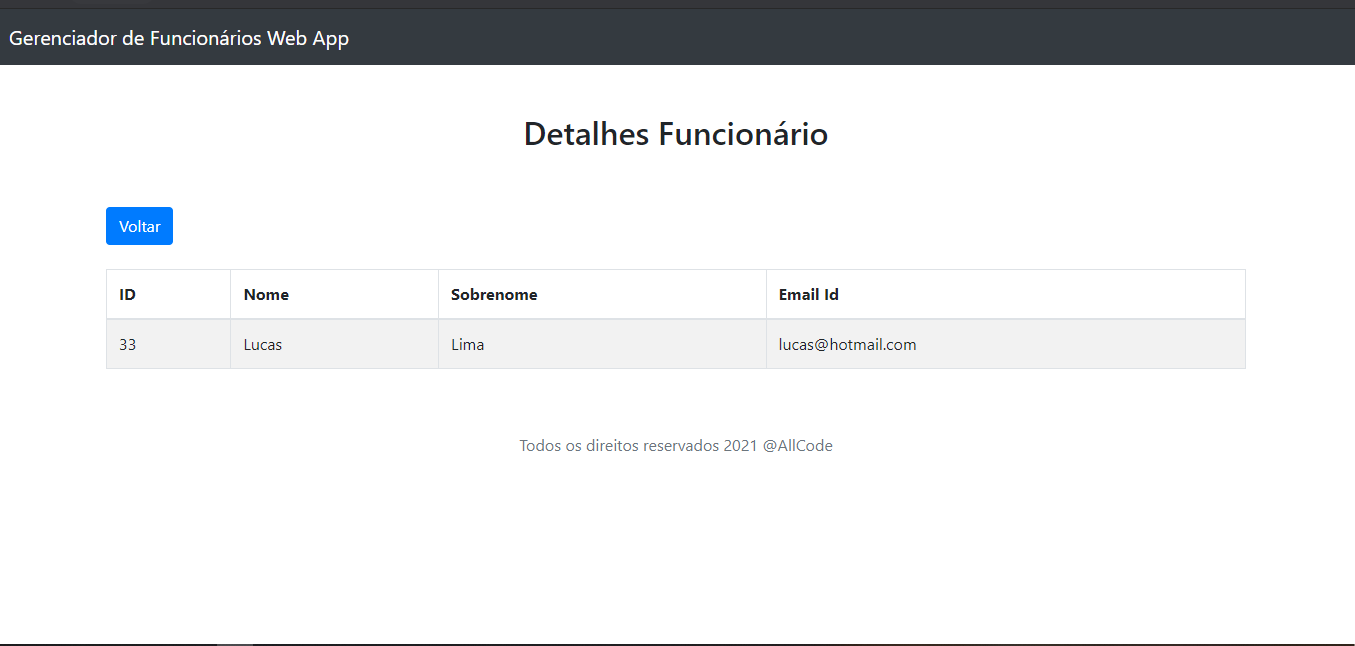 Gerenciador de Funcionários Web App
Detalhes Funcionário
Voltar
ID Nome Sobrenome Email Id
33 Lucas Lima lucas@hotmail.com
Todos os direitos reservados 2021 @AllCode